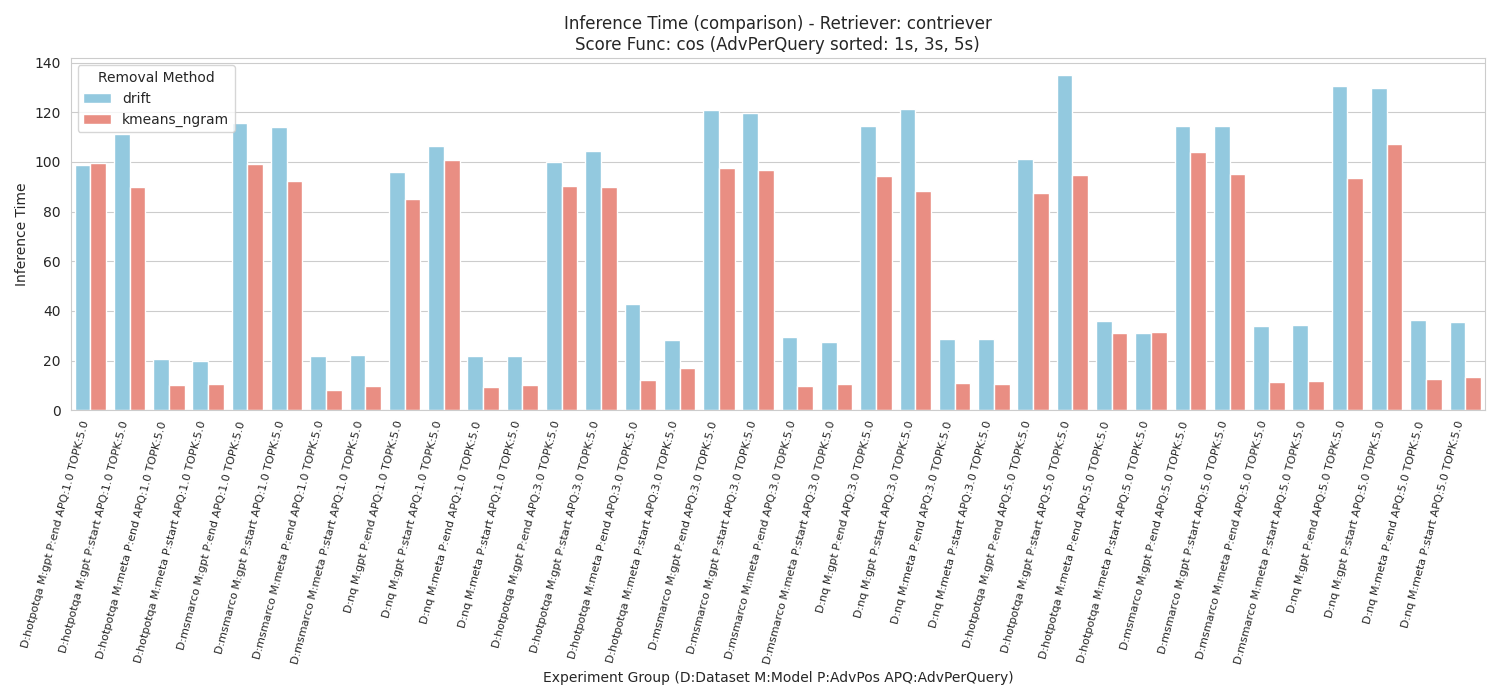 Inference Time (comparison) - Retriever: contriever
Score Func: cos (AdvPerQuery sorted: 1s, 3s, 5s)
Removal Method
drift
kmeans_ngram
Inference Time
140
120
100
80
60
40
20
0
D:hotpotqa M:gpt P:end APQ:1.0 TOPK:5.0
D:hotpotqa M:gpt P:start APQ:1.0 TOPK:5.0
D:hotpotqa M:meta P:end APQ:1.0 TOPK:5.0
D:hotpotqa M:meta P:start APQ:1.0 TOPK:5.0
D:msmarco M:gpt P:end APQ:1.0 TOPK:5.0
D:msmarco M:gpt P:start APQ:1.0 TOPK:5.0
D:msmarco M:meta P:end APQ:1.0 TOPK:5.0
D:msmarco M:meta P:start APQ:1.0 TOPK:5.0
D:nq M:gpt P:end APQ:1.0 TOPK:5.0
D:nq M:gpt P:start APQ:1.0 TOPK:5.0
D:nq M:meta P:end APQ:1.0 TOPK:5.0
D:nq M:meta P:start APQ:1.0 TOPK:5.0
D:hotpotqa M:gpt P:end APQ:3.0 TOPK:5.0
D:hotpotqa M:gpt P:start APQ:3.0 TOPK:5.0
D:hotpotqa M:meta P:end APQ:3.0 TOPK:5.0
D:hotpotqa M:meta P:start APQ:3.0 TOPK:5.0
D:msmarco M:gpt P:end APQ:3.0 TOPK:5.0
D:msmarco M:gpt P:start APQ:3.0 TOPK:5.0
D:msmarco M:meta P:end APQ:3.0 TOPK:5.0
D:msmarco M:meta P:start APQ:3.0 TOPK:5.0
D:nq M:gpt P:end APQ:3.0 TOPK:5.0
D:nq M:gpt P:start APQ:3.0 TOPK:5.0
D:nq M:meta P:end APQ:3.0 TOPK:5.0
D:nq M:meta P:start APQ:3.0 TOPK:5.0
D:hotpotqa M:gpt P:end APQ:5.0 TOPK:5.0
D:hotpotqa M:gpt P:start APQ:5.0 TOPK:5.0
D:hotpotqa M:meta P:end APQ:5.0 TOPK:5.0
D:hotpotqa M:meta P:start APQ:5.0 TOPK:5.0
D:msmarco M:gpt P:end APQ:5.0 TOPK:5.0
D:msmarco M:gpt P:start APQ:5.0 TOPK:5.0
D:msmarco M:meta P:end APQ:5.0 TOPK:5.0
D:msmarco M:meta P:start APQ:5.0 TOPK:5.0
D:nq M:gpt P:end APQ:5.0 TOPK:5.0
D:nq M:gpt P:start APQ:5.0 TOPK:5.0
D:nq M:meta P:end APQ:5.0 TOPK:5.0
D:nq M:meta P:start APQ:5.0 TOPK:5.0
Experiment Group (D:Dataset M:Model P:AdvPos APQ:AdvPerQuery)